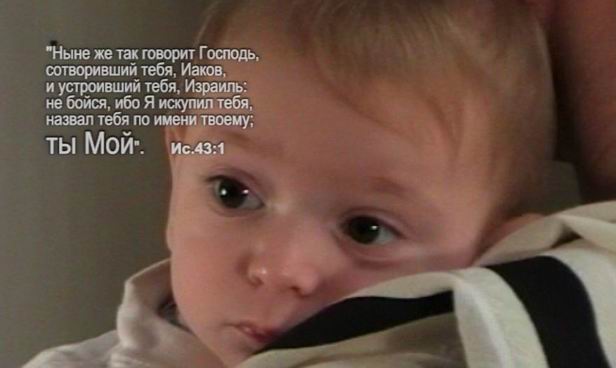 "Ныне же так говорит Господь,
сотворивший тебя, Иаков,
и устроивший тебя, Израиль:
не бойся, ибо Я искупил тебя,
назвал тебя по имени твоему;
ты Мой". Ис.43:1